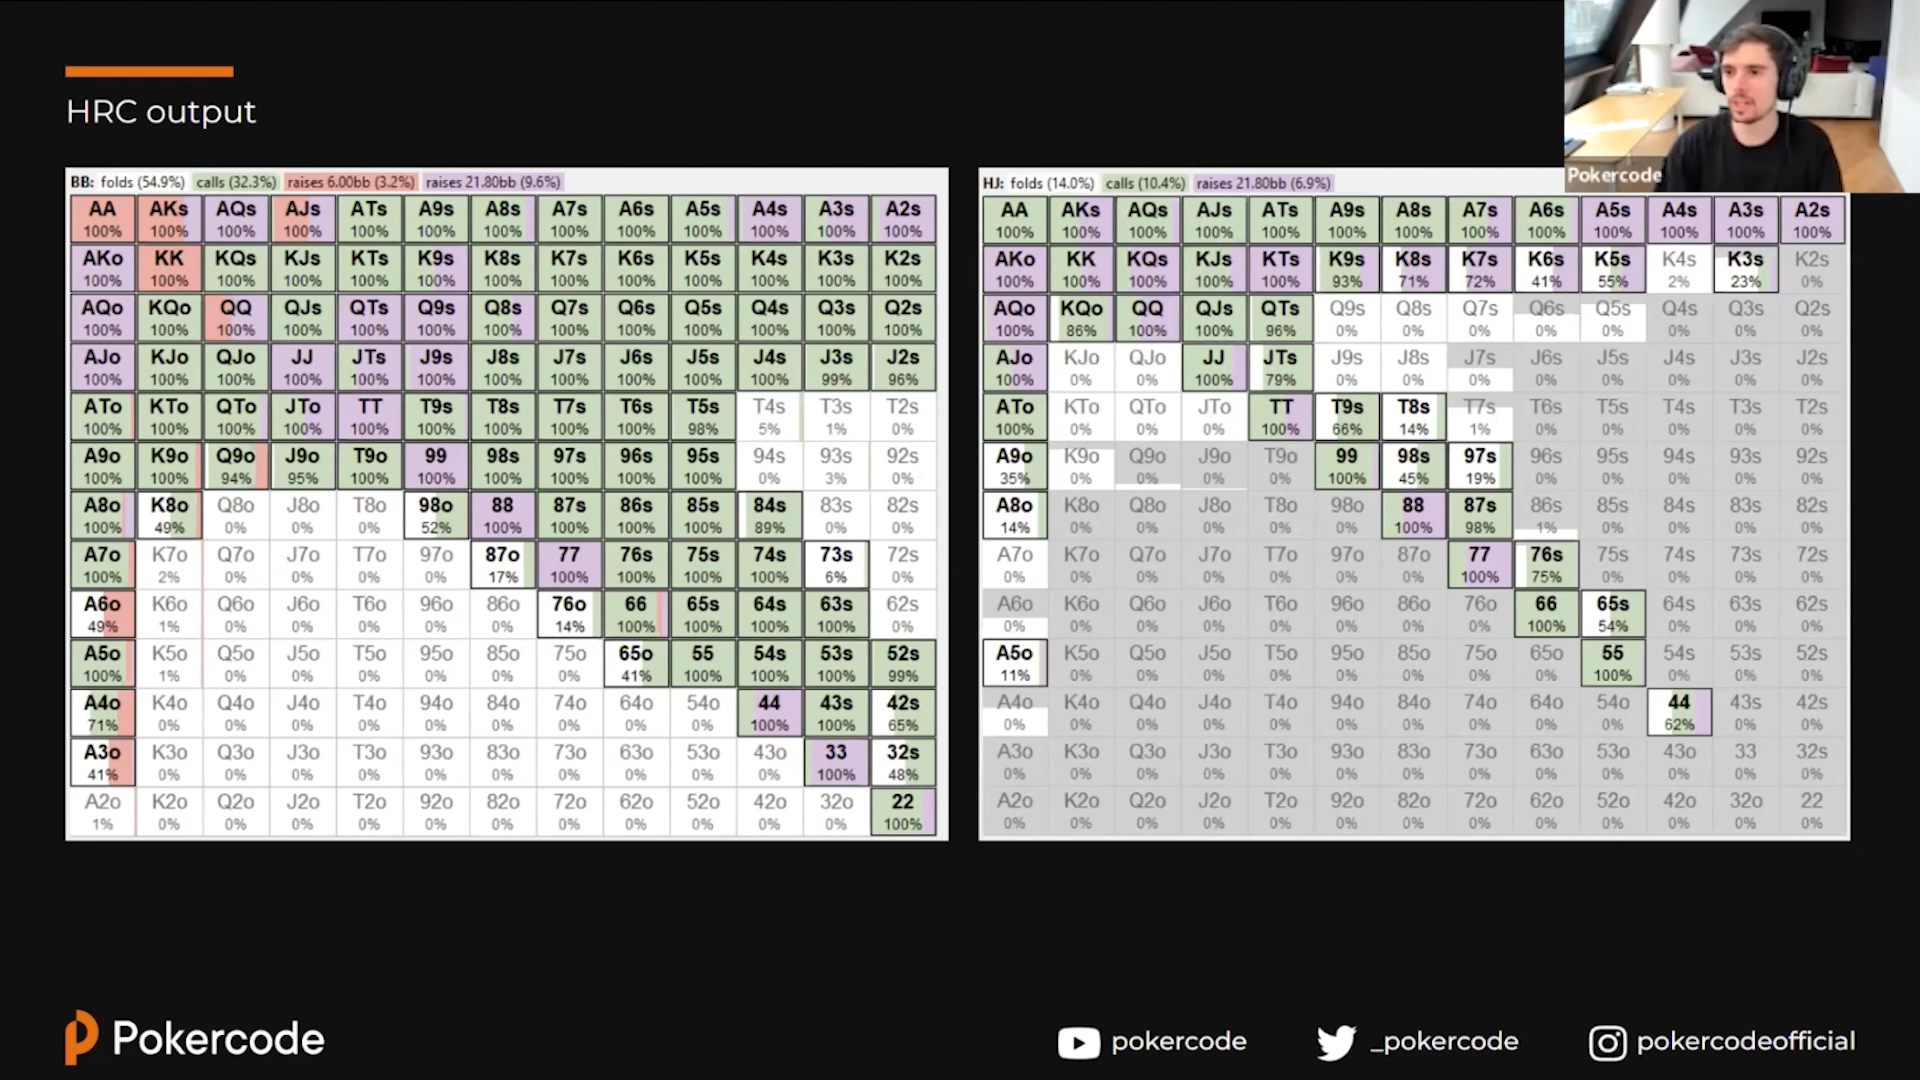 HRC output
Pokercode
BB: folds (54.9%) calls (32.3%) raises 6.00bb (3.2%) raises 21.80bb (9.6%)
AA AKs AQs AJs ATs A9s A8s A7s A6s A5s A4s A3s A2s
100% 100% 100% 100% 100% 100% 100% 100% 100% 100% 100% 100% 100%
AKo KK KQs KJs KTs K9s K8s K7s K6s K5s K4s K3s K2s
100% 100% 100% 100% 100% 100% 100% 100% 100% 100% 100% 100% 100%
AQo KQo QQ QJs QTs Q9s Q8s Q7s Q6s Q5s Q4s Q3s Q2s
100% 100% 100% 100% 100% 100% 100% 100% 100% 100% 100% 100% 100%
AJo KJo QJo JJ JTs J9s J8s J7s J6s J5s J4s J3s J2s
100% 100% 100% 100% 100% 100% 100% 100% 100% 100% 100% 99% 96%
ATo KTo QTo JTo TT T9s T8s T7s T6s T5s T4s T3s T2s
100% 100% 100% 100% 100% 100% 100% 100% 100% 98% 5% 1% 0%
A9o K9o Q9o J9o T9o 99 98s 97s 96s 95s 94s 93s 92s
100% 100% 94% 95% 100% 100% 100% 100% 100% 100% 0% 3% 0%
A8o K8o Q8o J8o T8o 98o 88 87s 86s 85s 84s 83s 82s
100% 49% 0% 0% 0% 52% 100% 100% 100% 100% 89% 0% 0%
A7o K7o Q7o J7o T7o 97o 87o 77 76s 75s 74s 73s 72s
100% 2% 0% 0% 0% 0% 17% 100% 100% 100% 100% 6% 0%
A6o K6o Q6o J6o T6o 96o 86o 76o 66 65s 64s 63s 62s
49% 1% 0% 0% 0% 0% 0% 14% 100% 100% 100% 100% 0%
A5o K5o Q5o J5o T5o 95o 85o 75o 65o 55 54s 53s 52s
100% 1% 0% 0% 0% 0% 0% 0% 41% 100% 100% 100% 99%
A4o K4o Q4o J4o T4o 94o 84o 74o 64o 54o 44 43s 42s
71% 0% 0% 0% 0% 0% 0% 0% 0% 0% 100% 100% 65%
A3o K3o Q3o J3o T3o 93o 83o 73o 63o 53o 43o 33 32s
41% 0% 0% 0% 0% 0% 0% 0% 0% 0% 0% 100% 48%
A2o K2o Q2o J2o T2o 92o 82o 72o 62o 52o 42o 32o 22
1% 0% 0% 0% 0% 0% 0% 0% 0% 0% 0% 0% 100%
HJ: folds (14.0%) calls (10.4%) raises 21.80bb (6.9%)
AA AKs AQs AJs ATs A9s A8s A7s A6s A5s A4s A3s A2s
100% 100% 100% 100% 100% 100% 100% 100% 100% 100% 100% 100% 100%
AKo KK KQs KJs KTs K9s K8s K7s K6s K5s K4s K3s K2s
100% 100% 100% 100% 100% 93% 71% 72% 41% 55% 2% 23% 0%
AQo KQo QQ QJs QTs Q9s Q8s Q7s Q6s Q5s Q4s Q3s Q2s
100% 86% 100% 100% 96% 0% 0% 0% 0% 0% 0% 0% 0%
AJo KJo QJo JJ JTs J9s J8s J7s J6s J5s J4s J3s J2s
100% 0% 0% 100% 79% 0% 0% 0% 0% 0% 0% 0% 0%
ATo KTo QTo JTo TT T9s T8s T7s T6s T5s T4s T3s T2s
100% 0% 0% 0% 100% 66% 14% 1% 0% 0% 0% 0% 0%
A9o K9o Q9o J9o T9o 99 98s 97s 96s 95s 94s 93s 92s
35% 0% 0% 0% 0% 100% 45% 19% 0% 0% 0% 0% 0%
A8o K8o Q8o J8o T8o 98o 88 87s 86s 85s 84s 83s 82s
14% 0% 0% 0% 0% 0% 100% 98% 1% 0% 0% 0% 0%
A7o K7o Q7o J7o T7o 97o 87o 77 76s 75s 74s 73s 72s
0% 0% 0% 0% 0% 0% 0% 100% 75% 0% 0% 0% 0%
A6o K6o Q6o J6o T6o 96o 86o 76o 66 65s 64s 63s 62s
0% 0% 0% 0% 0% 0% 0% 0% 100% 54% 0% 0% 0%
A5o K5o Q5o J5o T5o 95o 85o 75o 65o 55 54s 53s 52s
11% 0% 0% 0% 0% 0% 0% 0% 0% 100% 0% 0% 0%
A4o K4o Q4o J4o T4o 94o 84o 74o 64o 54o 44 43s 42s
0% 0% 0% 0% 0% 0% 0% 0% 0% 0% 62% 0% 0%
A3o K3o Q3o J3o T3o 93o 83o 73o 63o 53o 43o 33 32s
0% 0% 0% 0% 0% 0% 0% 0% 0% 0% 0% 0% 0%
A2o K2o Q2o J2o T2o 92o 82o 72o 62o 52o 42o 32o 22
0% 0% 0% 0% 0% 0% 0% 0% 0% 0% 0% 0% 0%
Pokercode
pokercode
_pokercode
pokercodeofficial